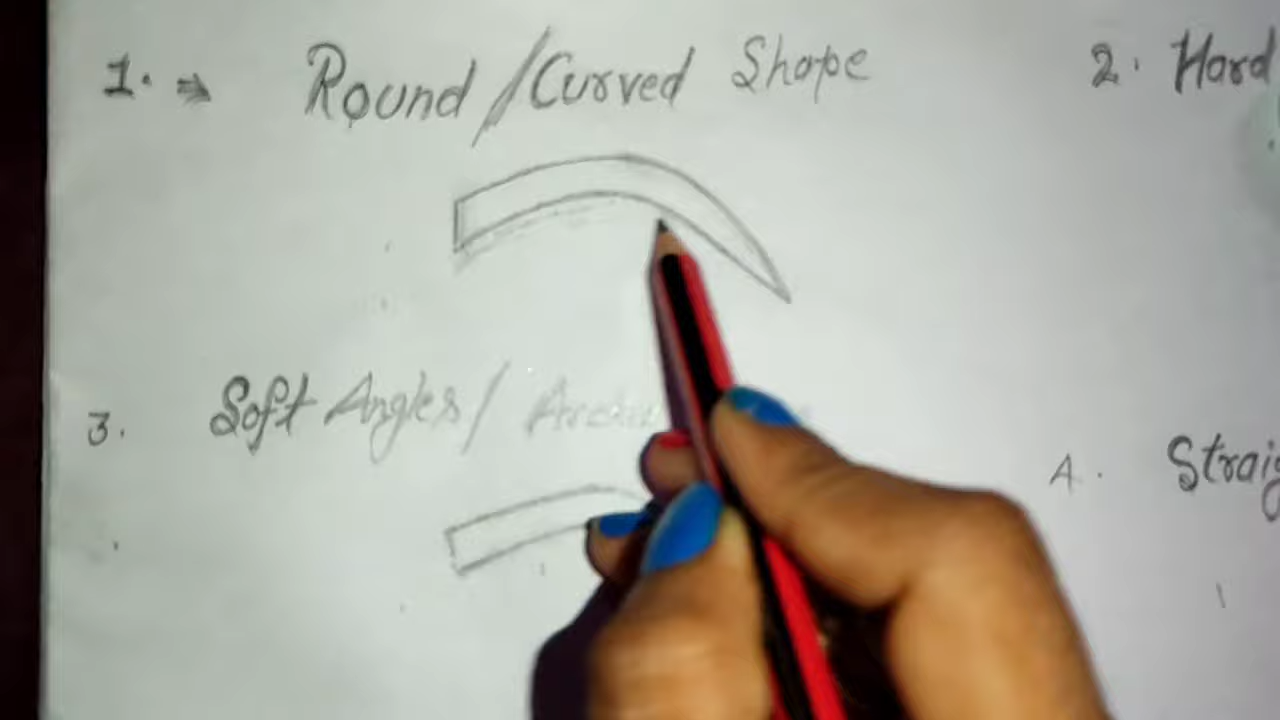 1. → Round/Curved Shape
2. Hard
3. Soft Angles/
4. Straig